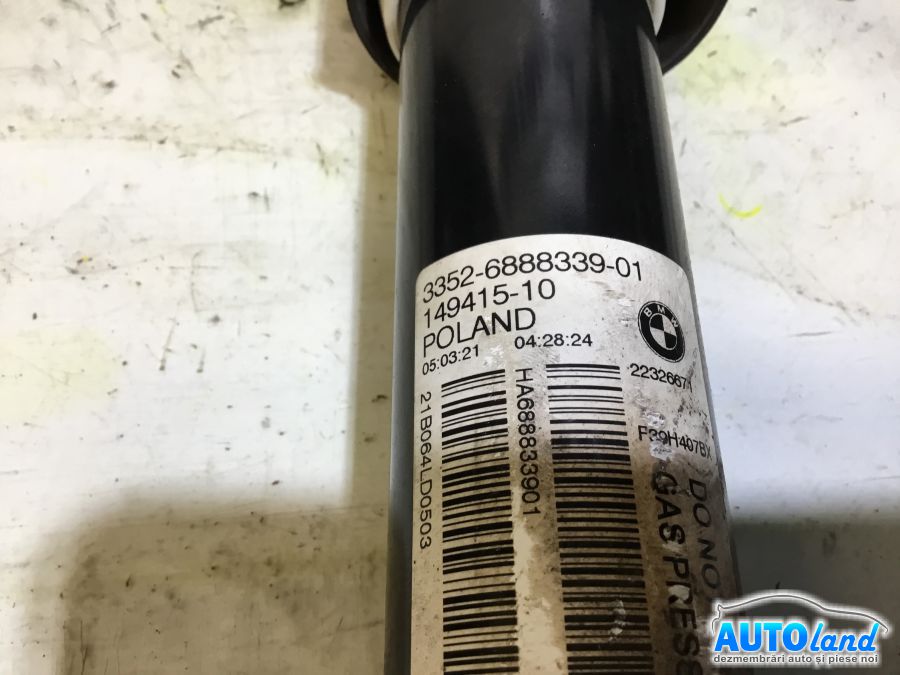 3352-6888339-01
149415-10
POLAND
05:03:21 04:28:24
BMW
22326671
21B064LD0503
HA688833901
F39H407BX
DO NO
GAS PRESS
AUTOland
dezmembrări auto și piese noi